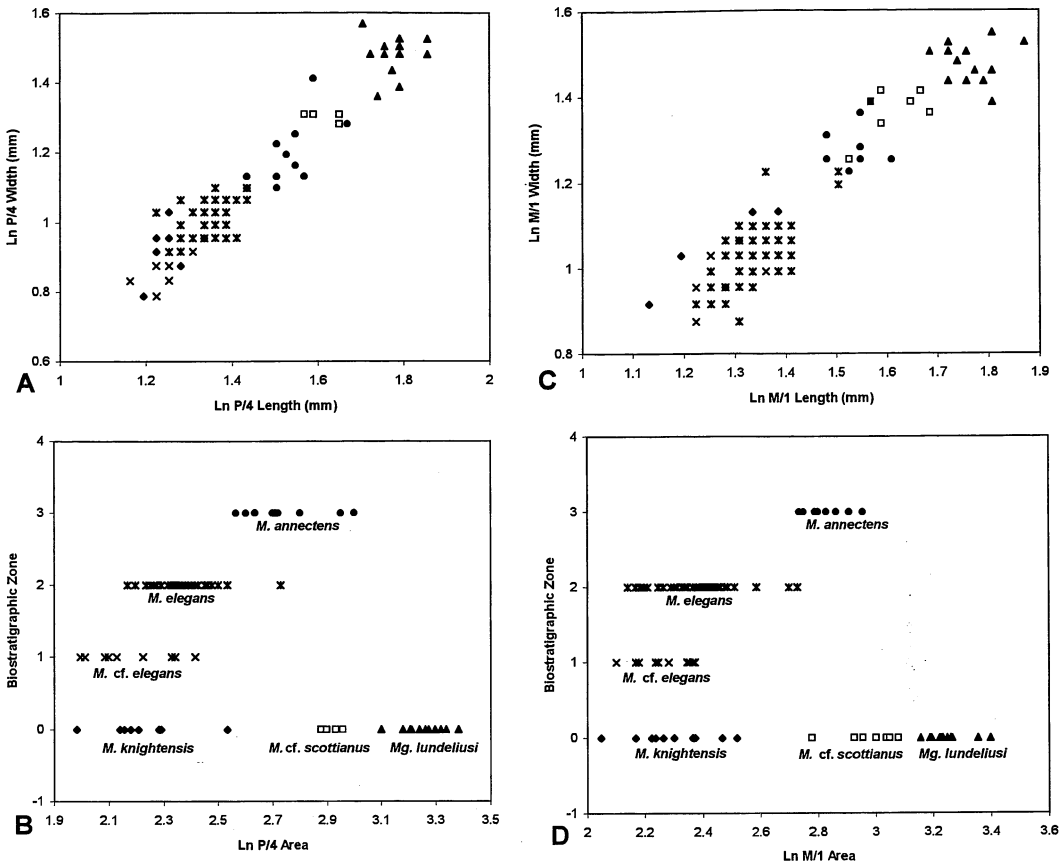 1.6
1.4
1.2
1
0.8
0.6
Ln P/4 Width (mm)
1
1.2
1.4
1.6
1.8
2
A
Ln P/4 Length (mm)
1.6
1.4
1.2
1
0.8
Ln M/1 Width (mm)
1
1.1
1.2
1.3
1.4
1.5
1.6
1.7
1.8
1.9
C
Ln M/1 Length (mm)
4
3
2
1
0
-1
Biostratigraphic Zone
M. annectens
M. elegans
M. cf. elegans
M. knightensis
M. cf. scottianus
Mg. lundeliusi
1.9
2.1
2.3
2.5
2.7
2.9
3.1
3.3
3.5
B
Ln P/4 Area
4
3
2
1
0
-1
Biostratigraphic Zone
M. annectens
M. elegans
M. cf. elegans
M. knightensis
M. cf. scottianus
Mg. lundeliusi
2
2.2
2.4
2.6
2.8
3
3.2
3.4
3.6
D
Ln M/1 Area